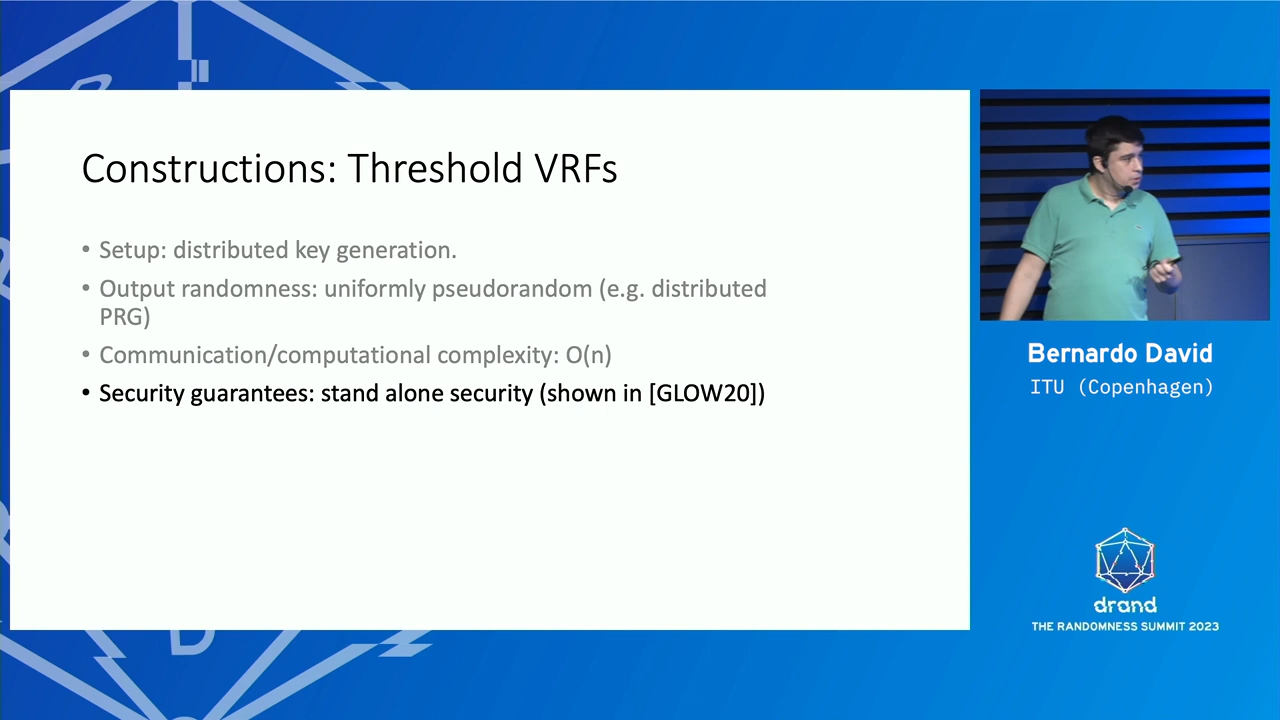 Constructions: Threshold VRFs
• Setup: distributed key generation.
• Output randomness: uniformly pseudorandom (e.g. distributed
PRG)
• Communication/computational complexity: O(n)
• Security guarantees: stand alone security (shown in [GLOW20])
Bernardo David
ITU (Copenhagen)
drand
THE RANDOMNESS SUMMIT 2023